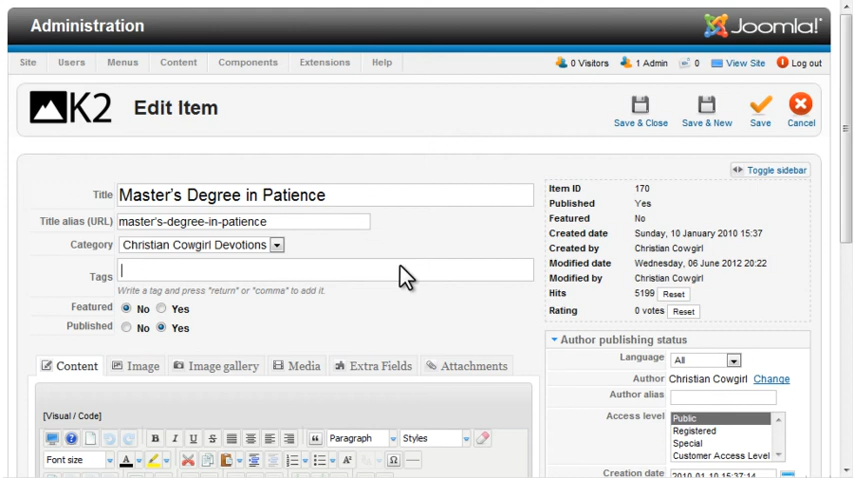 Administration
Joomla!
Site Users Menus Content Components Extensions Help
0 Visitors 1 Admin 0 View Site Log out
K2 Edit Item
Save & Close Save & New Save Cancel
Toggle sidebar
Title Master's Degree in Patience
Title alias (URL) master's-degree-in-patience
Category Christian Cowgirl Devotions
Tags
Write a tag and press "return" or "comma" to add it.
Featured No Yes
Published No Yes
Item ID 170
Published Yes
Featured No
Created date Sunday, 10 January 2010 15:37
Created by Christian Cowgirl
Modified date Wednesday, 06 June 2012 20:22
Modified by Christian Cowgirl
Hits 5199 Reset
Rating 0 votes Reset
Content Image Image gallery Media Extra Fields Attachments
[Visual / Code]
B I U S Paragraph Styles
Font size A
Author publishing status
Language All
Author Christian Cowgirl Change
Author alias
Access level Public
Registered
Special
Customer Access Level
Creation date 2010-01-10 15:37:14